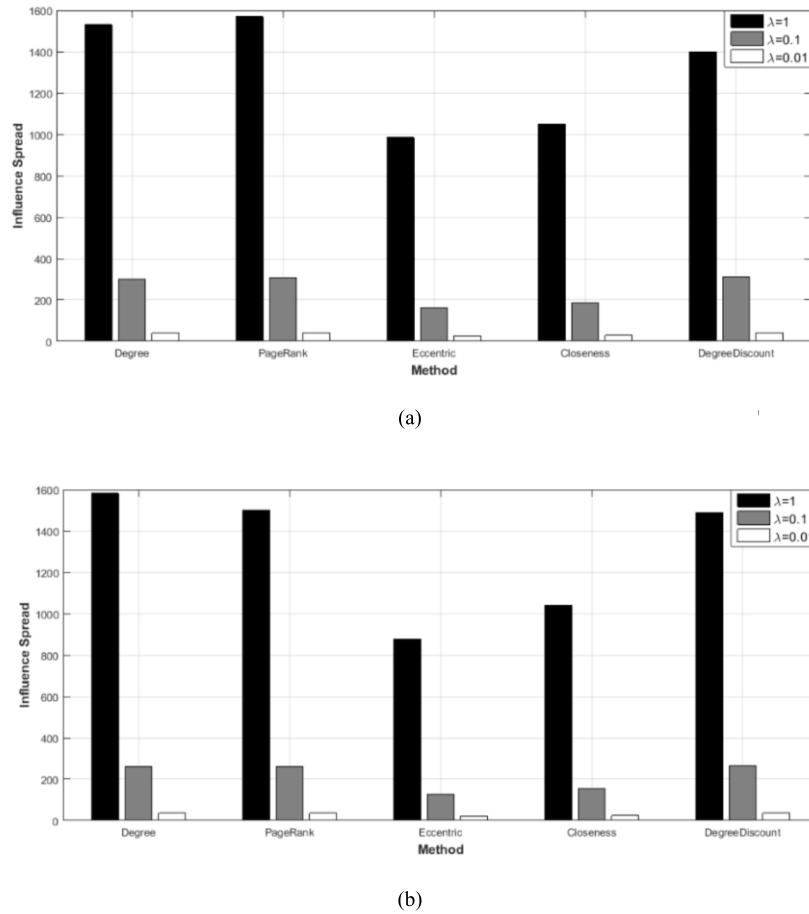 1600
1400
1200
1000
800
600
400
200
0
Influence Spread
λ=1
λ=0.1
λ=0.01
Degree PageRank Eccentric Closeness DegreeDiscount
Method
(a)
1600
1400
1200
1000
800
600
400
200
0
Influence Spread
λ=1
λ=0.1
λ=0.01
Degree PageRank Eccentric Closeness DegreeDiscount
Method
(b)